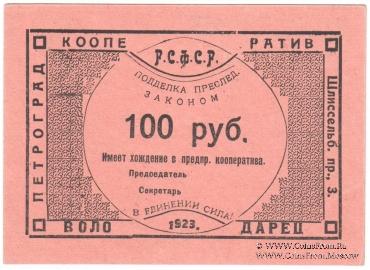 КООПЕ РАТИВ
Р.С.Ф.С.Р.
ПЕТРОГРАД
ПОДДЕЛКА ПРЕСЛЕД.
ЗАКОНОМ
100 руб.
Имеет хождение в предпр. кооператива.
Председатель
Секретарь
В ЕДИНЕНИИ СИЛА!
1923.
ВОЛО ДАРЕЦ
Шлиссельб. пр., 3.
© www.CoinsFrom.Ru